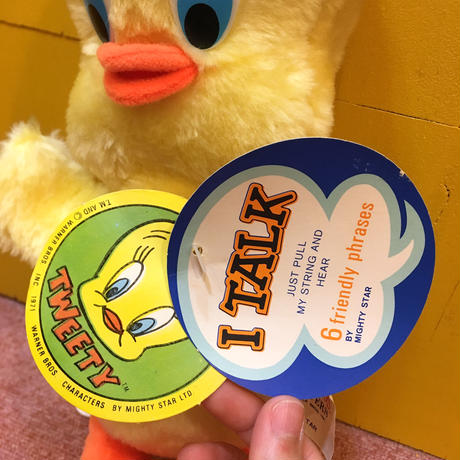 I TALK
JUST PULL
MY STRING AND
HEAR
6 friendly phrases
BY
MIGHTY STAR
TWEETY
T.M. AND © WARNER BROS INC 1971 WARNER BROS CHARACTERS BY MIGHTY STAR LTD